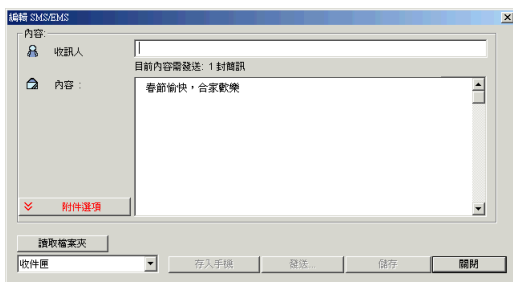 編輯 SMS/EMS
內容:
收訊人
目前內容需發送: 1 封簡訊
內容 :
春節愉快，合家歡樂
附件選項
讀取檔案夾
收件匣
存入手機
發送...
儲存
關閉